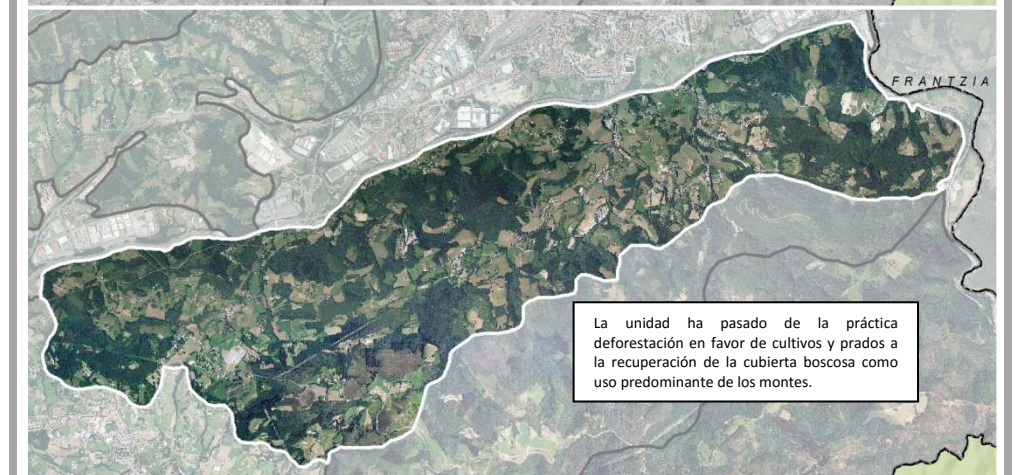 FRANTZIA
La unidad ha pasado de la práctica
deforestación en favor de cultivos y prados a
la recuperación de la cubierta boscosa como
uso predominante de los montes.